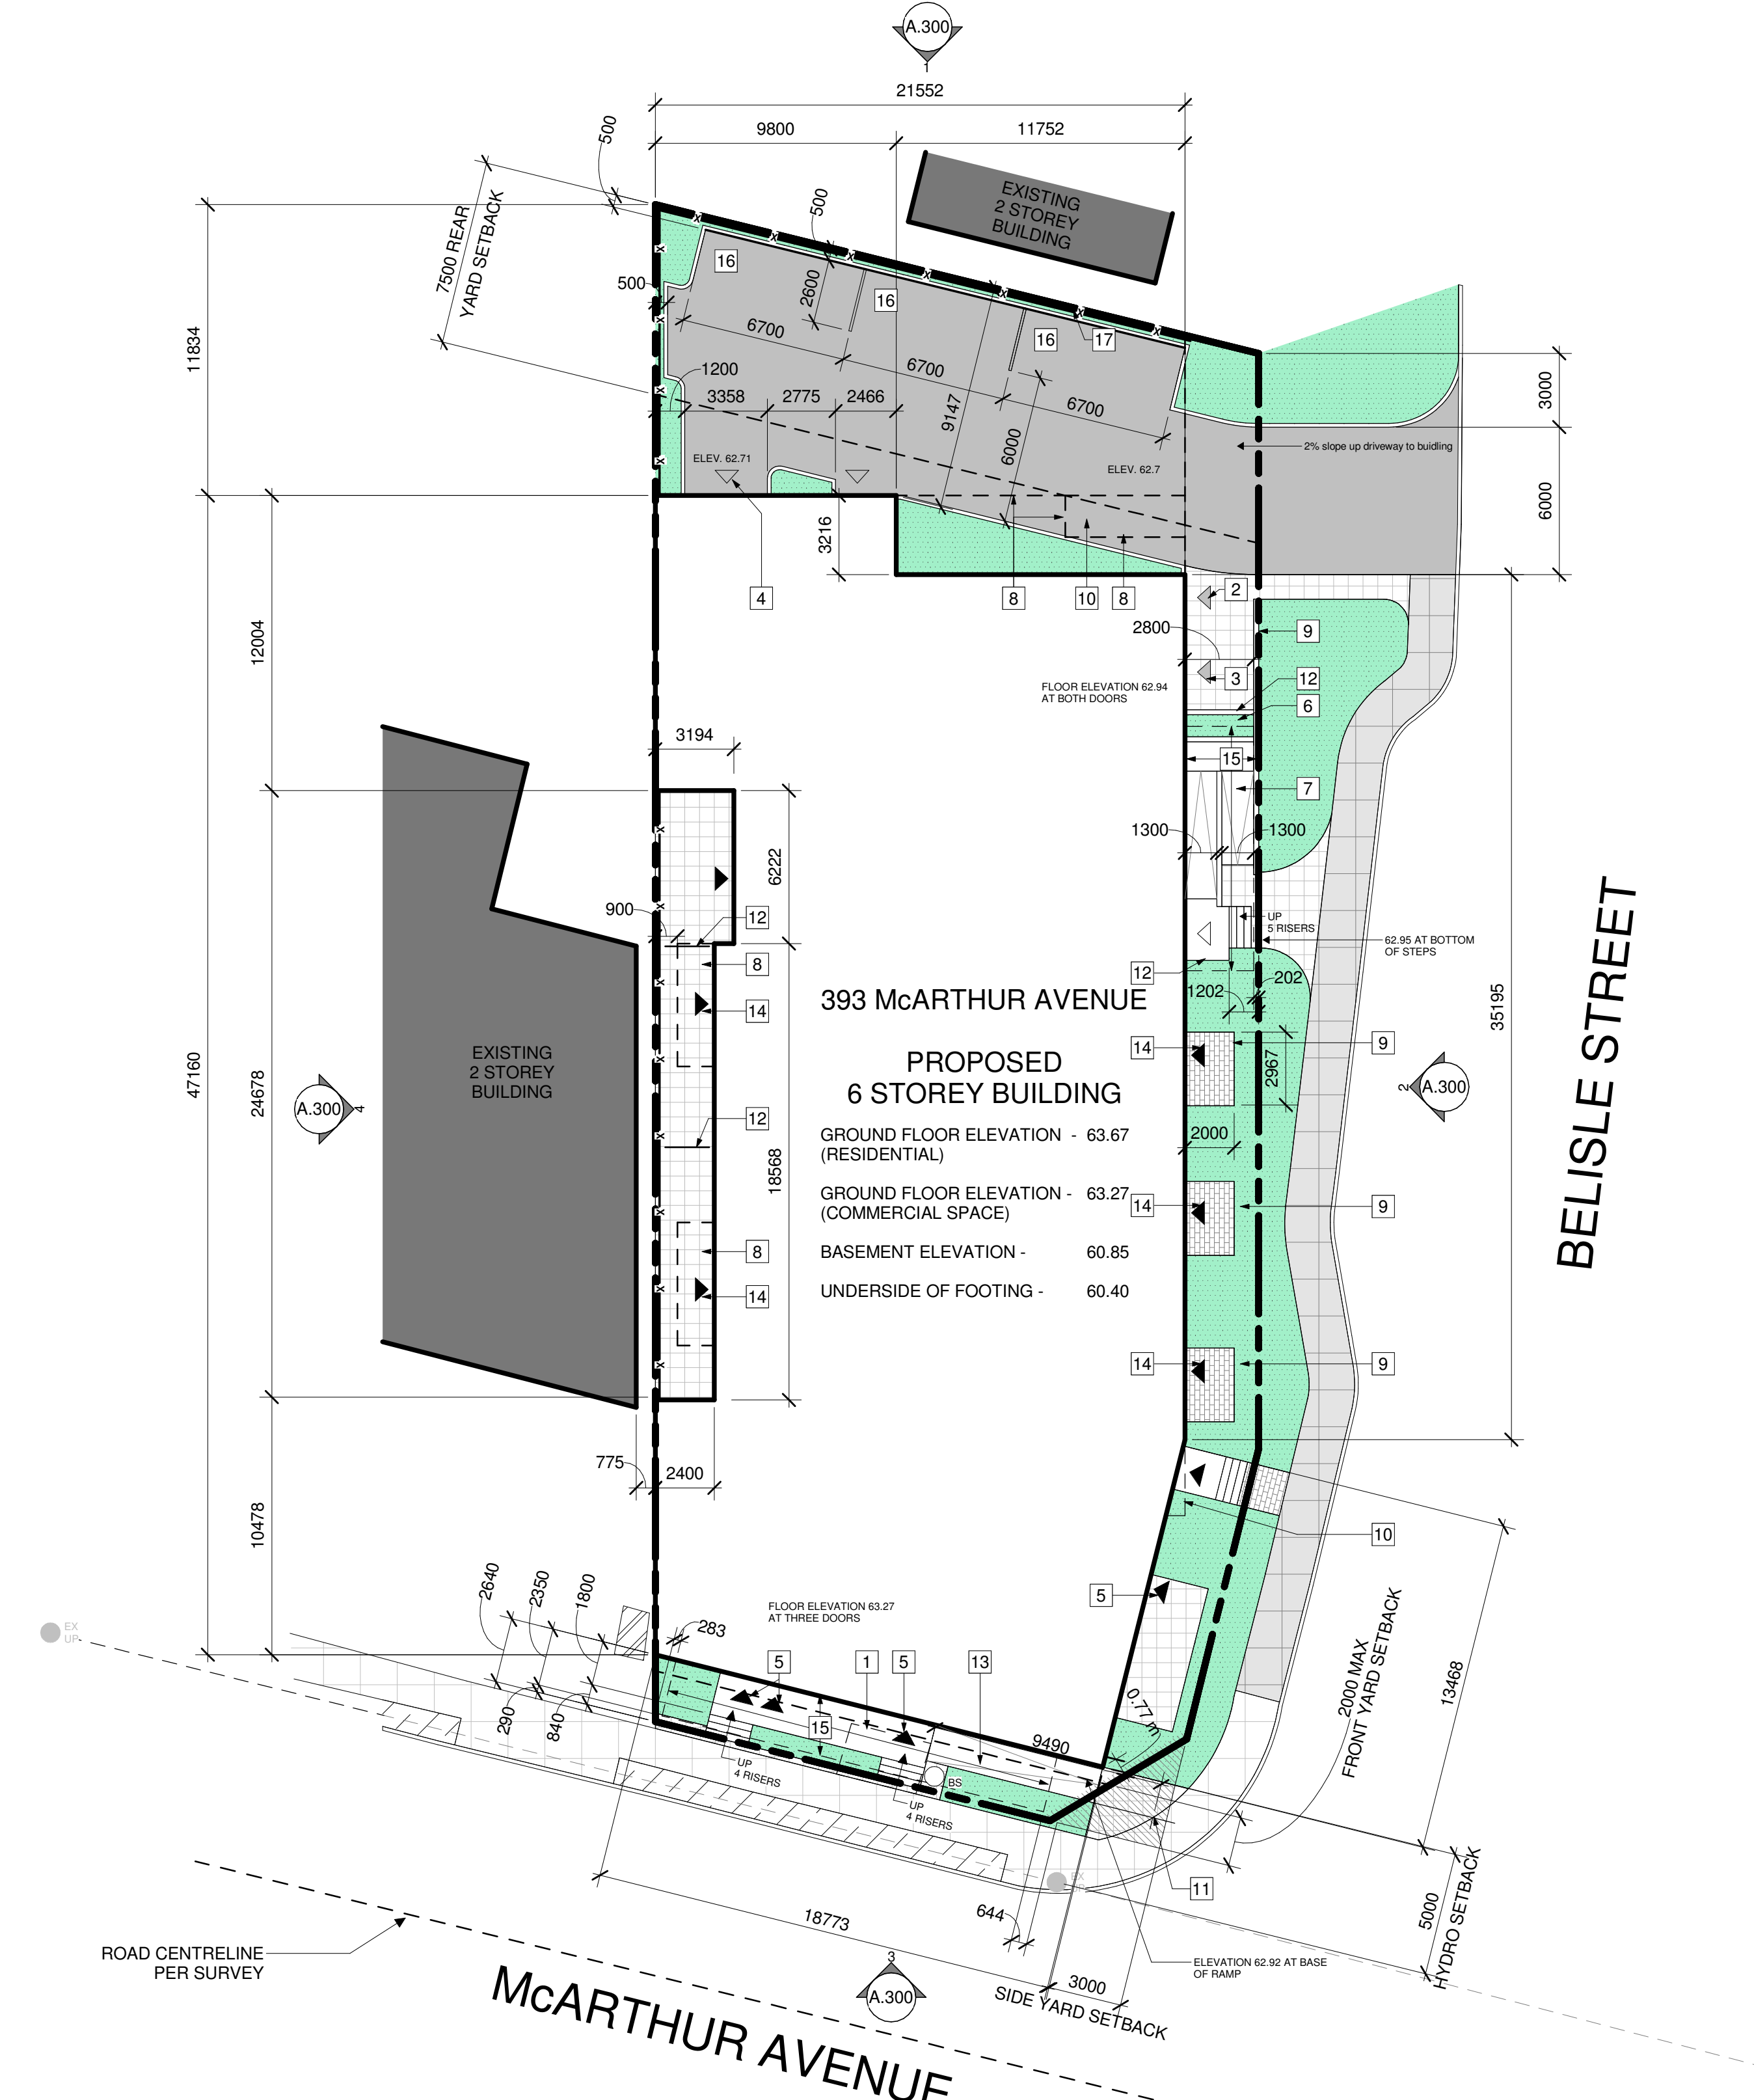 A.300
1
21552
9800
11752
500
500
7500 REAR
YARD SETBACK
EXISTING
2 STOREY
BUILDING
16
16
16
17
500
2600
6700
6700
6700
11834
1200
3358
2775
2466
9147
6000
3000
6000
2% slope up driveway to buidling
ELEV. 62.71
ELEV. 62.7
3216
4
8
10
8
2
2800
9
3
12
6
FLOOR ELEVATION 62.94
AT BOTH DOORS
12004
3194
15
7
1300
1300
6222
900
12
UP
5 RISERS
62.95 AT BOTTOM
OF STEPS
8
12
202
1202
14
393 McARTHUR AVENUE
35195
BELISLE STREET
14
9
2967
PROPOSED
6 STOREY BUILDING
EXISTING
2 STOREY
BUILDING
47160
24678
A.300
4
2
A.300
12
18568
2000
GROUND FLOOR ELEVATION - 63.67
(RESIDENTIAL)
GROUND FLOOR ELEVATION - 63.27
(COMMERCIAL SPACE)
14
9
8
BASEMENT ELEVATION - 60.85
14
UNDERSIDE OF FOOTING - 60.40
14
9
775
2400
10478
10
2640
2350
1800
5
EX
UP
FLOOR ELEVATION 63.27
AT THREE DOORS
283
5
1
5
13
2000 MAX
FRONT YARD SETBACK
13468
290
840
15
0.77 m
9490
UP
4 RISERS
BS
UP
4 RISERS
EX
11
18773
644
5000
HYDRO SETBACK
ROAD CENTRELINE
PER SURVEY
3
A.300
3000
SIDE YARD SETBACK
ELEVATION 62.92 AT BASE
OF RAMP
McARTHUR AVENUE